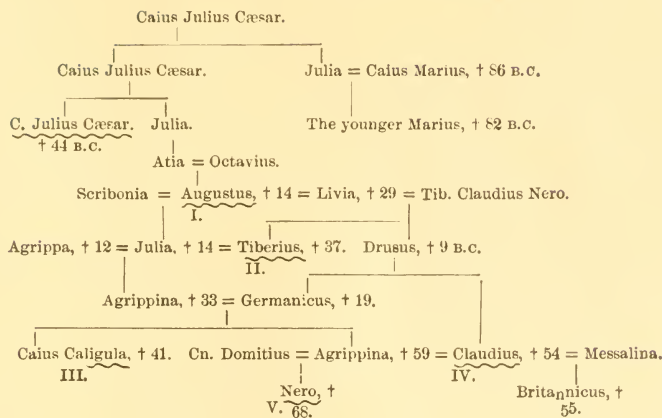 Caius Julius Cæsar.
Caius Julius Cæsar. Julia = Caius Marius, † 86 B.C.
C. Julius Cæsar. Julia. The younger Marius, † 82 B.C.
† 44 B.C.
Atia = Octavius.
Scribonia = Augustus, † 14 = Livia, † 29 = Tib. Claudius Nero.
I.
Agrippa, † 12 = Julia, † 14 = Tiberius, † 37. Drusus, † 9 B.C.
II.
Agrippina, † 33 = Germanicus, † 19.
Caius Caligula, † 41. Cn. Domitius = Agrippina, † 59 = Claudius, † 54 = Messalina.
III. IV.
Nero, † Britannicus, †
V. 68. 55.